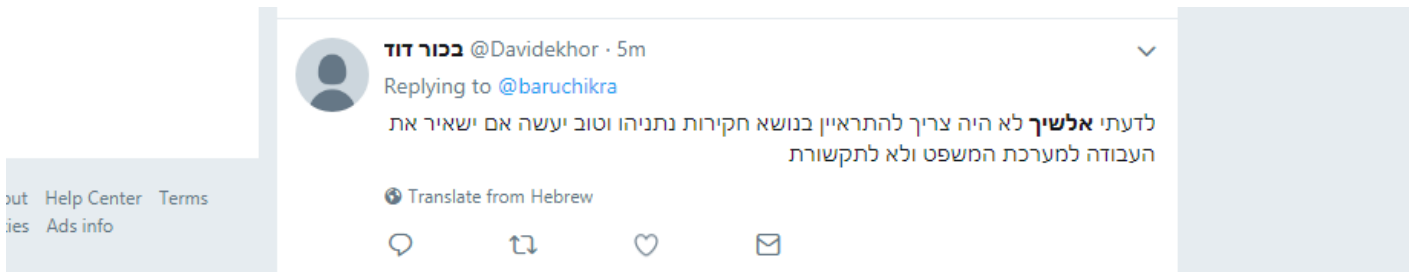 בכור דוד @Davidekhor · 5m
Replying to @baruchikra
לדעתי אלשיך לא היה צריך להתראיין בנושא חקירות נתניהו וטוב יעשה אם ישאיר את
העבודה למערכת המשפט ולא לתקשורת
Translate from Hebrew
Help Center Terms
Ads info